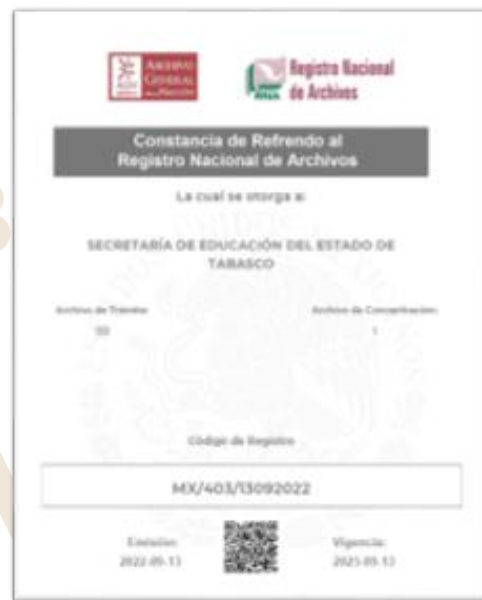 ARCHIVO
GENERAL
DE LA NACIÓN
Registro Nacional
de Archivos
Constancia de Refrendo al
Registro Nacional de Archivos
La cual se otorga a:
SECRETARÍA DE EDUCACIÓN DEL ESTADO DE
TABASCO
Archivo de Trámite:
Archivo de Concentración:
1
Código de Registro
MX/403/13092022
Emisión:
2022-09-13
Vigencia:
2023-09-13